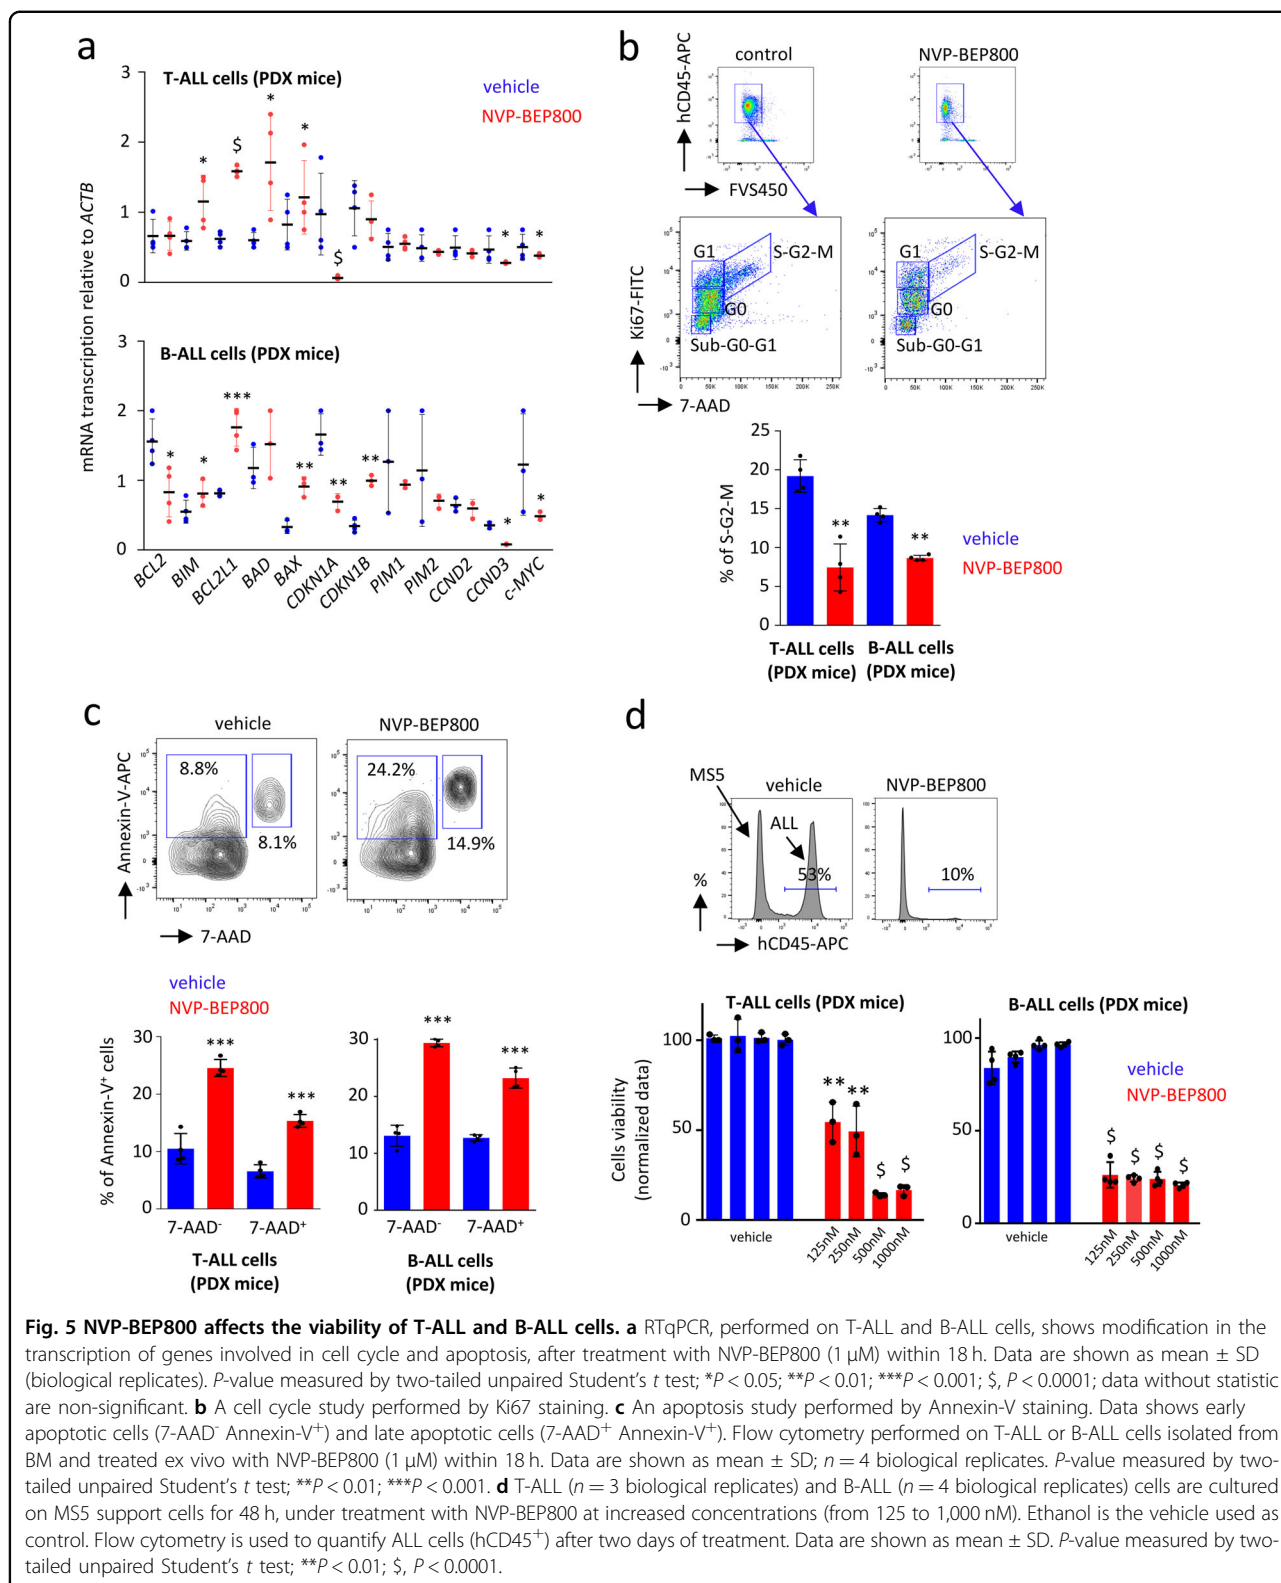 a
T-ALL cells (PDX mice)
vehicle
NVP-BEP800
3
2
1
0
* $ * * $ * *
mRNA transcription relative to ACTB
B-ALL cells (PDX mice)
3
2
1
0
* * *** ** ** ** * *
BCL2 BIM BCL2L1 BAD BAX CDKN1A CDKN1B PIM1 PIM2 CCND2 CCND3 c-MYC
b
control NVP-BEP800
hCD45-APC
FVS450
G1 S-G2-M G0 Sub-G0-G1
G1 S-G2-M G0 Sub-G0-G1
Ki67-FITC
7-AAD
0 50K 100K 150K 200K 250K
0 50K 100K 150K 200K 250K
% of S-G2-M
25
20
15
10
5
0
** **
vehicle
NVP-BEP800
T-ALL cells B-ALL cells
(PDX mice) (PDX mice)
c
vehicle NVP-BEP800
Annexin-V-APC
8.8% 24.2%
8.1% 14.9%
7-AAD
vehicle
NVP-BEP800
% of Annexin-V⁺ cells
30
20
10
0
*** ***
7-AAD⁻ 7-AAD⁺
T-ALL cells
(PDX mice)
30
20
10
0
*** ***
7-AAD⁻ 7-AAD⁺
B-ALL cells
(PDX mice)
d
MS5 vehicle NVP-BEP800
ALL
53% 10%
%
hCD45-APC
T-ALL cells (PDX mice)
Cells viability
(normalized data)
100
50
0
** ** $ $
vehicle 125nM 250nM 500nM 1000nM
B-ALL cells (PDX mice)
100
50
0
vehicle
NVP-BEP800
$ $ $ $
vehicle 125nM 250nM 500nM 1000nM
Fig. 5 NVP-BEP800 affects the viability of T-ALL and B-ALL cells. a RTqPCR, performed on T-ALL and B-ALL cells, shows modification in the
transcription of genes involved in cell cycle and apoptosis, after treatment with NVP-BEP800 (1 μM) within 18 h. Data are shown as mean ± SD
(biological replicates). P-value measured by two-tailed unpaired Student's t test; *P < 0.05; **P < 0.01; ***P < 0.001; $, P < 0.0001; data without statistic
are non-significant. b A cell cycle study performed by Ki67 staining. c An apoptosis study performed by Annexin-V staining. Data shows early
apoptotic cells (7-AAD⁻ Annexin-V⁺) and late apoptotic cells (7-AAD⁺ Annexin-V⁺). Flow cytometry performed on T-ALL or B-ALL cells isolated from
BM and treated ex vivo with NVP-BEP800 (1 μM) within 18 h. Data are shown as mean ± SD; n = 4 biological replicates. P-value measured by two-
tailed unpaired Student's t test; **P < 0.01; ***P < 0.001. d T-ALL (n = 3 biological replicates) and B-ALL (n = 4 biological replicates) cells are cultured
on MS5 support cells for 48 h, under treatment with NVP-BEP800 at increased concentrations (from 125 to 1,000 nM). Ethanol is the vehicle used as
control. Flow cytometry is used to quantify ALL cells (hCD45⁺) after two days of treatment. Data are shown as mean ± SD. P-value measured by two-
tailed unpaired Student's t test; **P < 0.01; $, P < 0.0001.